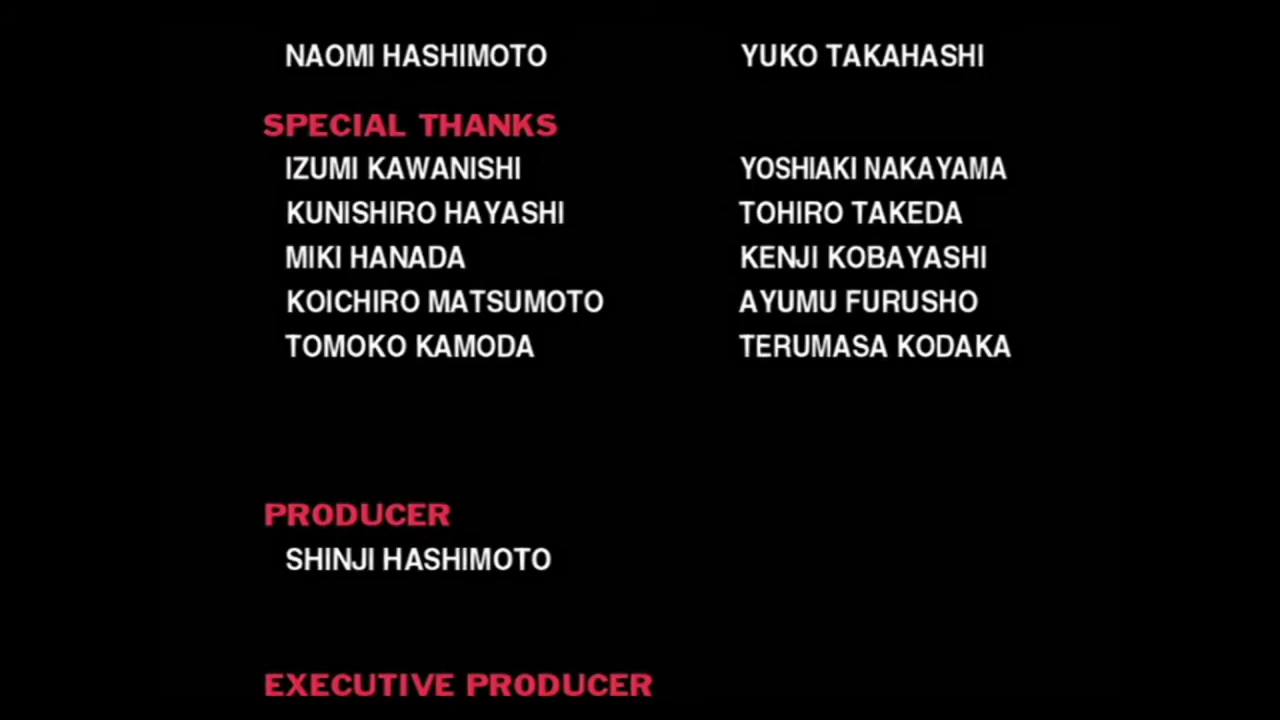 NAOMI HASHIMOTO YUKO TAKAHASHI
SPECIAL THANKS
IZUMI KAWANISHI YOSHIAKI NAKAYAMA
KUNISHIRO HAYASHI TOHIRO TAKEDA
MIKI HANADA KENJI KOBAYASHI
KOICHIRO MATSUMOTO AYUMU FURUSHO
TOMOKO KAMODA TERUMASA KODAKA
PRODUCER
SHINJI HASHIMOTO
EXECUTIVE PRODUCER